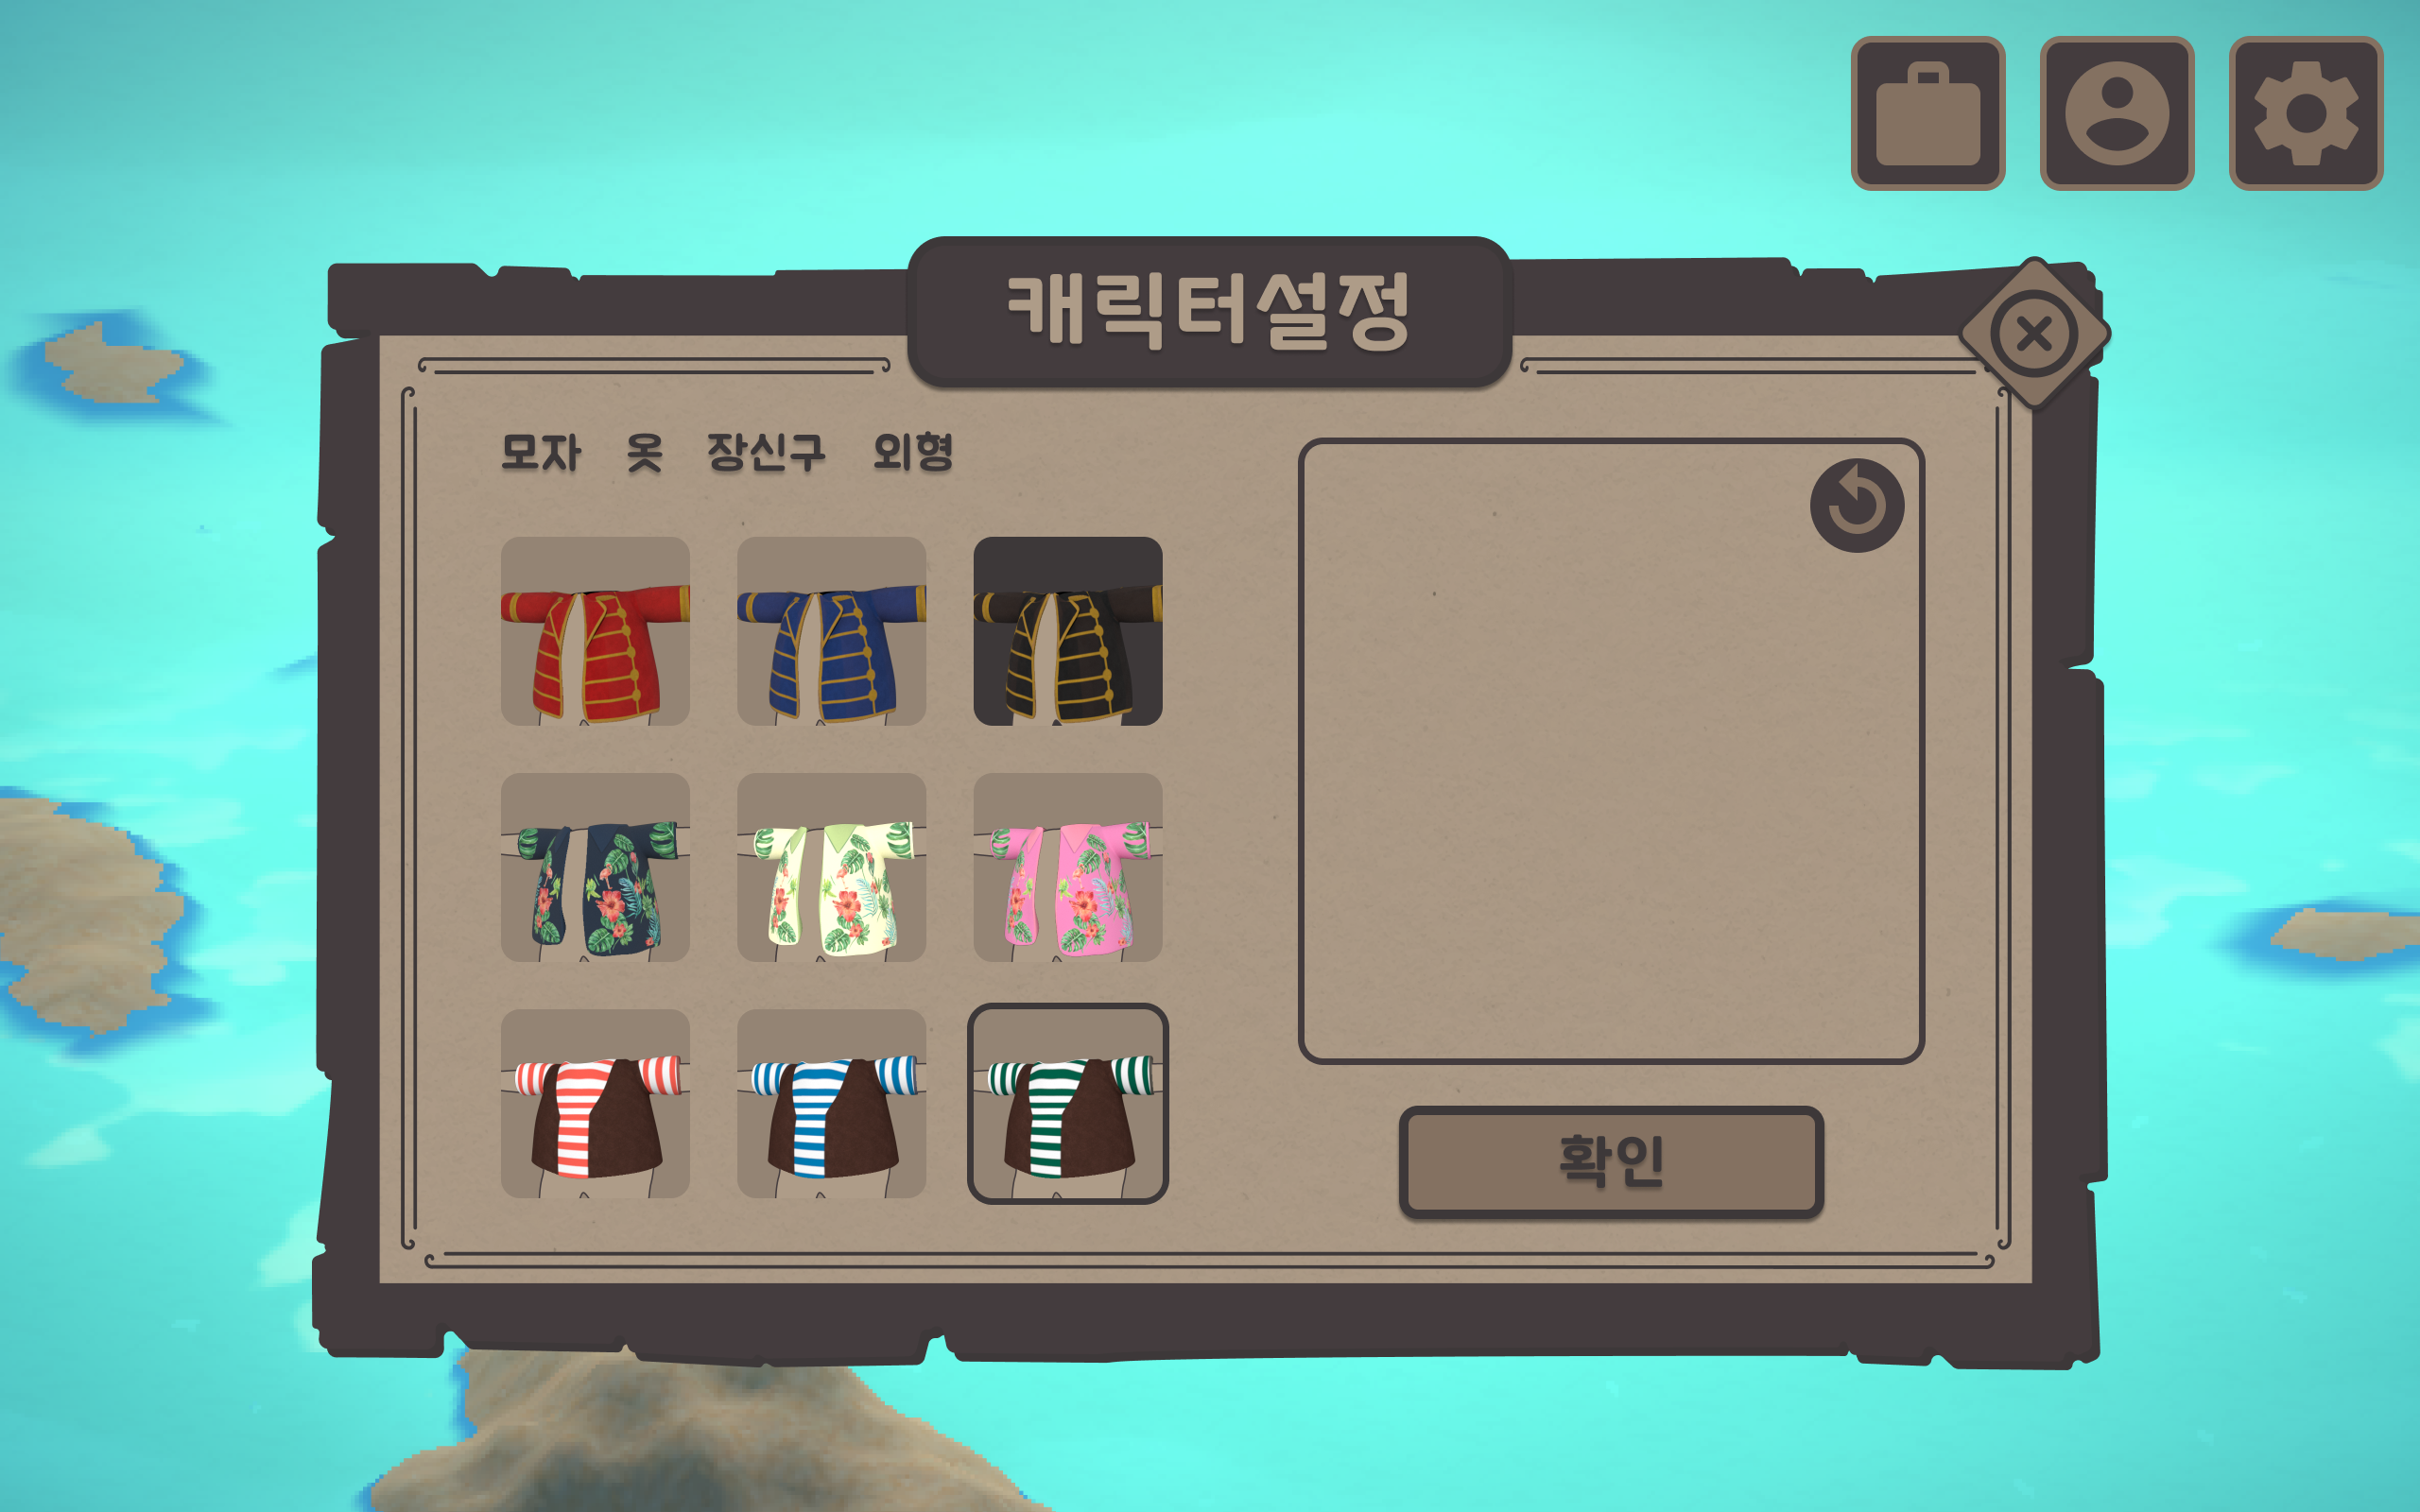 캐릭터설정
모자 옷 장신구 외형
확인